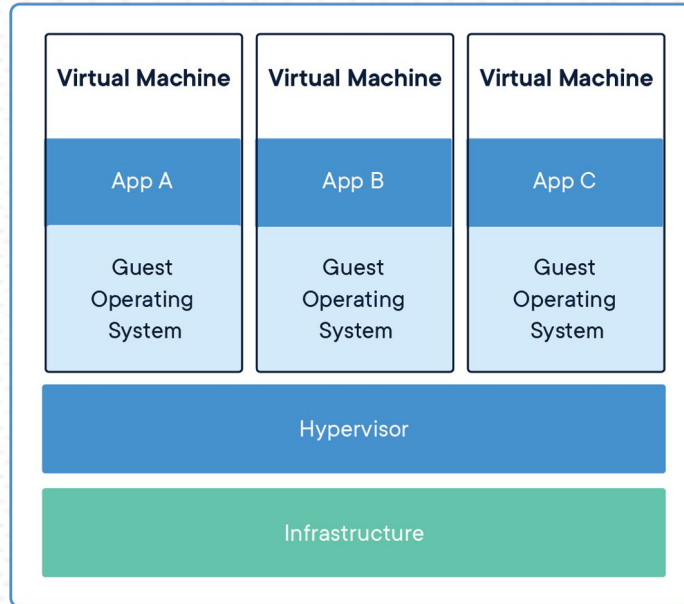 Virtual Machine
App A
Guest
Operating
System
Virtual Machine
App B
Guest
Operating
System
Virtual Machine
App C
Guest
Operating
System
Hypervisor
Infrastructure